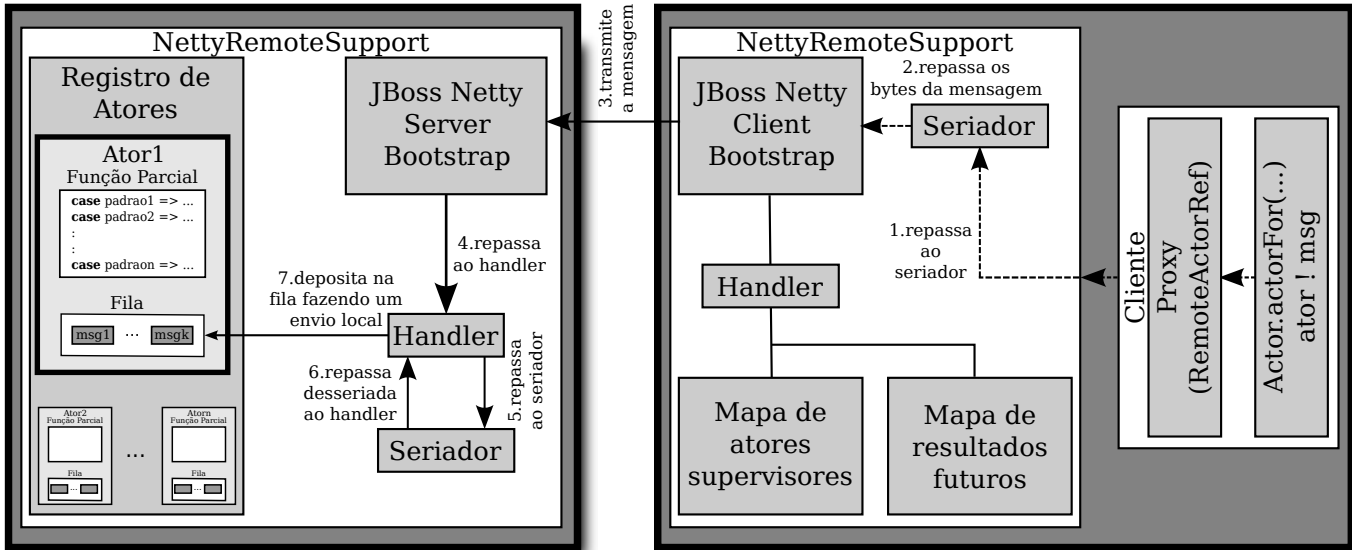 NettyRemoteSupport
Registro de
Atores
Ator1
Função Parcial
case padrao1 => ...
case padrao2 => ...
:
:
case padraon => ...
Fila
msg1
...
msgk
Ator2
Função Parcial
Fila
...
...
Atorn
Função Parcial
Fila
...
JBoss Netty
Server
Bootstrap
4.repassa
ao handler
7.deposita na
fila fazendo um
envio local
Handler
6.repassa
desseriada
ao handler
5.repassa
ao seriador
Seriador
3.transmite
a mensagem
NettyRemoteSupport
JBoss Netty
Client
Bootstrap
2.repassa os
bytes da mensagem
Seriador
1.repassa
ao
seriador
Handler
Mapa de
atores
supervisores
Mapa de
resultados
futuros
Cliente
Proxy
(RemoteActorRef)
Actor.actorFor(...)
ator ! msg